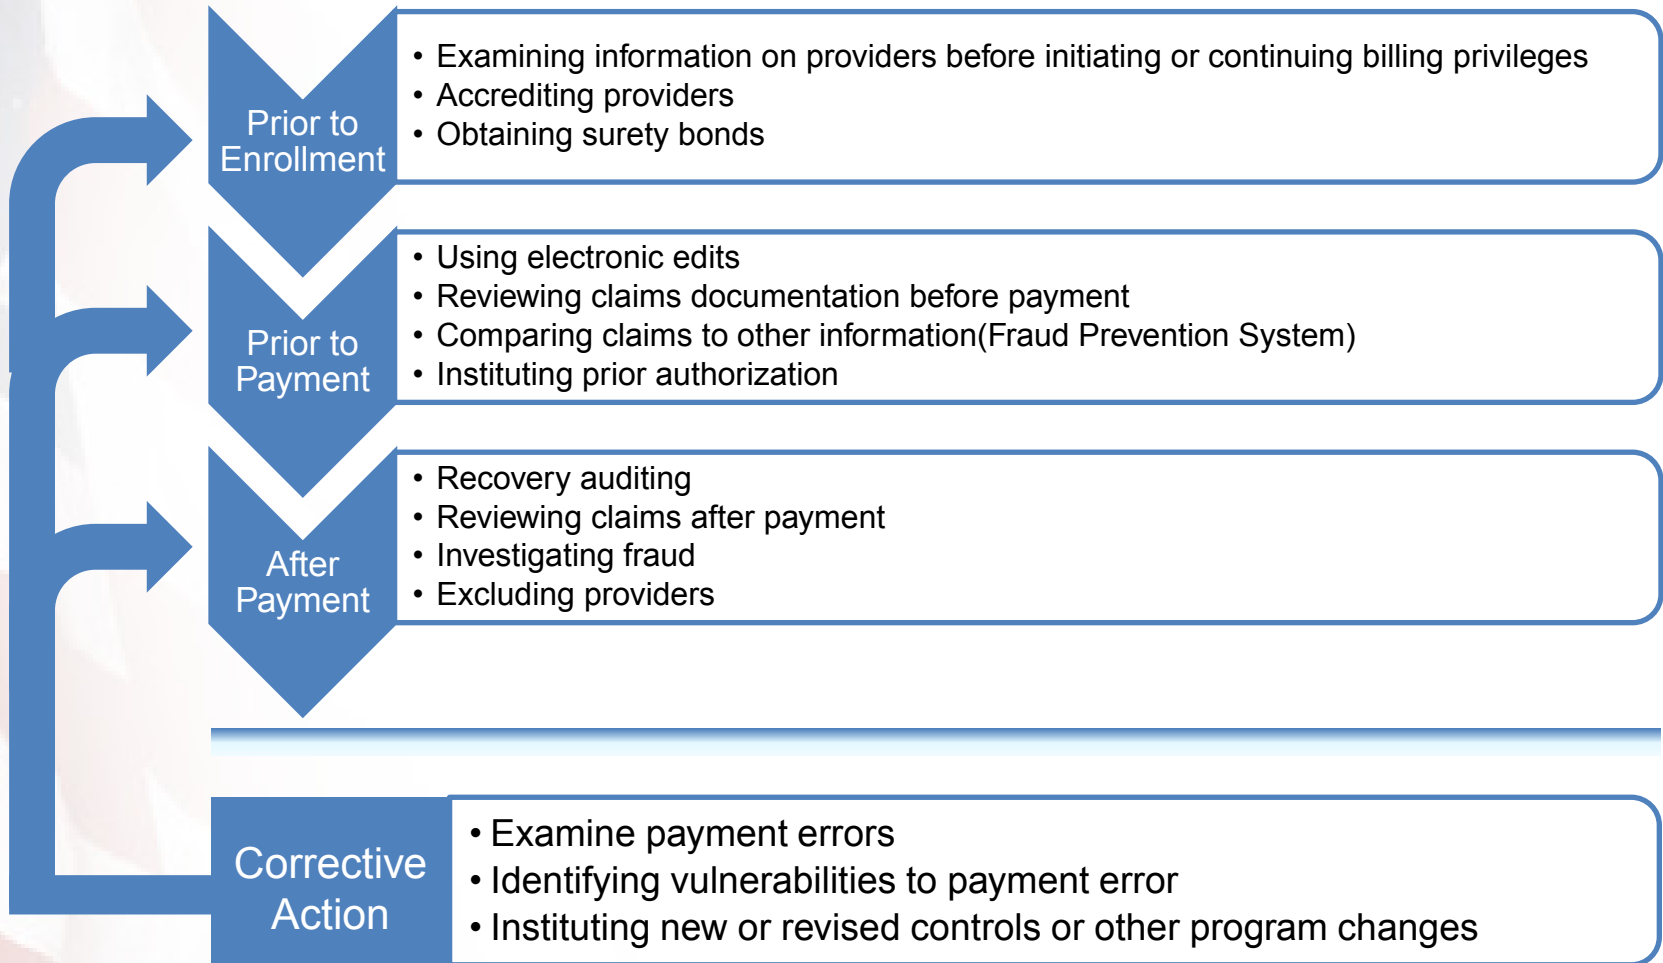 Prior to
Enrollment
• Examining information on providers before initiating or continuing billing privileges
• Accrediting providers
• Obtaining surety bonds
Prior to
Payment
• Using electronic edits
• Reviewing claims documentation before payment
• Comparing claims to other information(Fraud Prevention System)
• Instituting prior authorization
After
Payment
• Recovery auditing
• Reviewing claims after payment
• Investigating fraud
• Excluding providers
Corrective
Action
• Examine payment errors
• Identifying vulnerabilities to payment error
• Instituting new or revised controls or other program changes